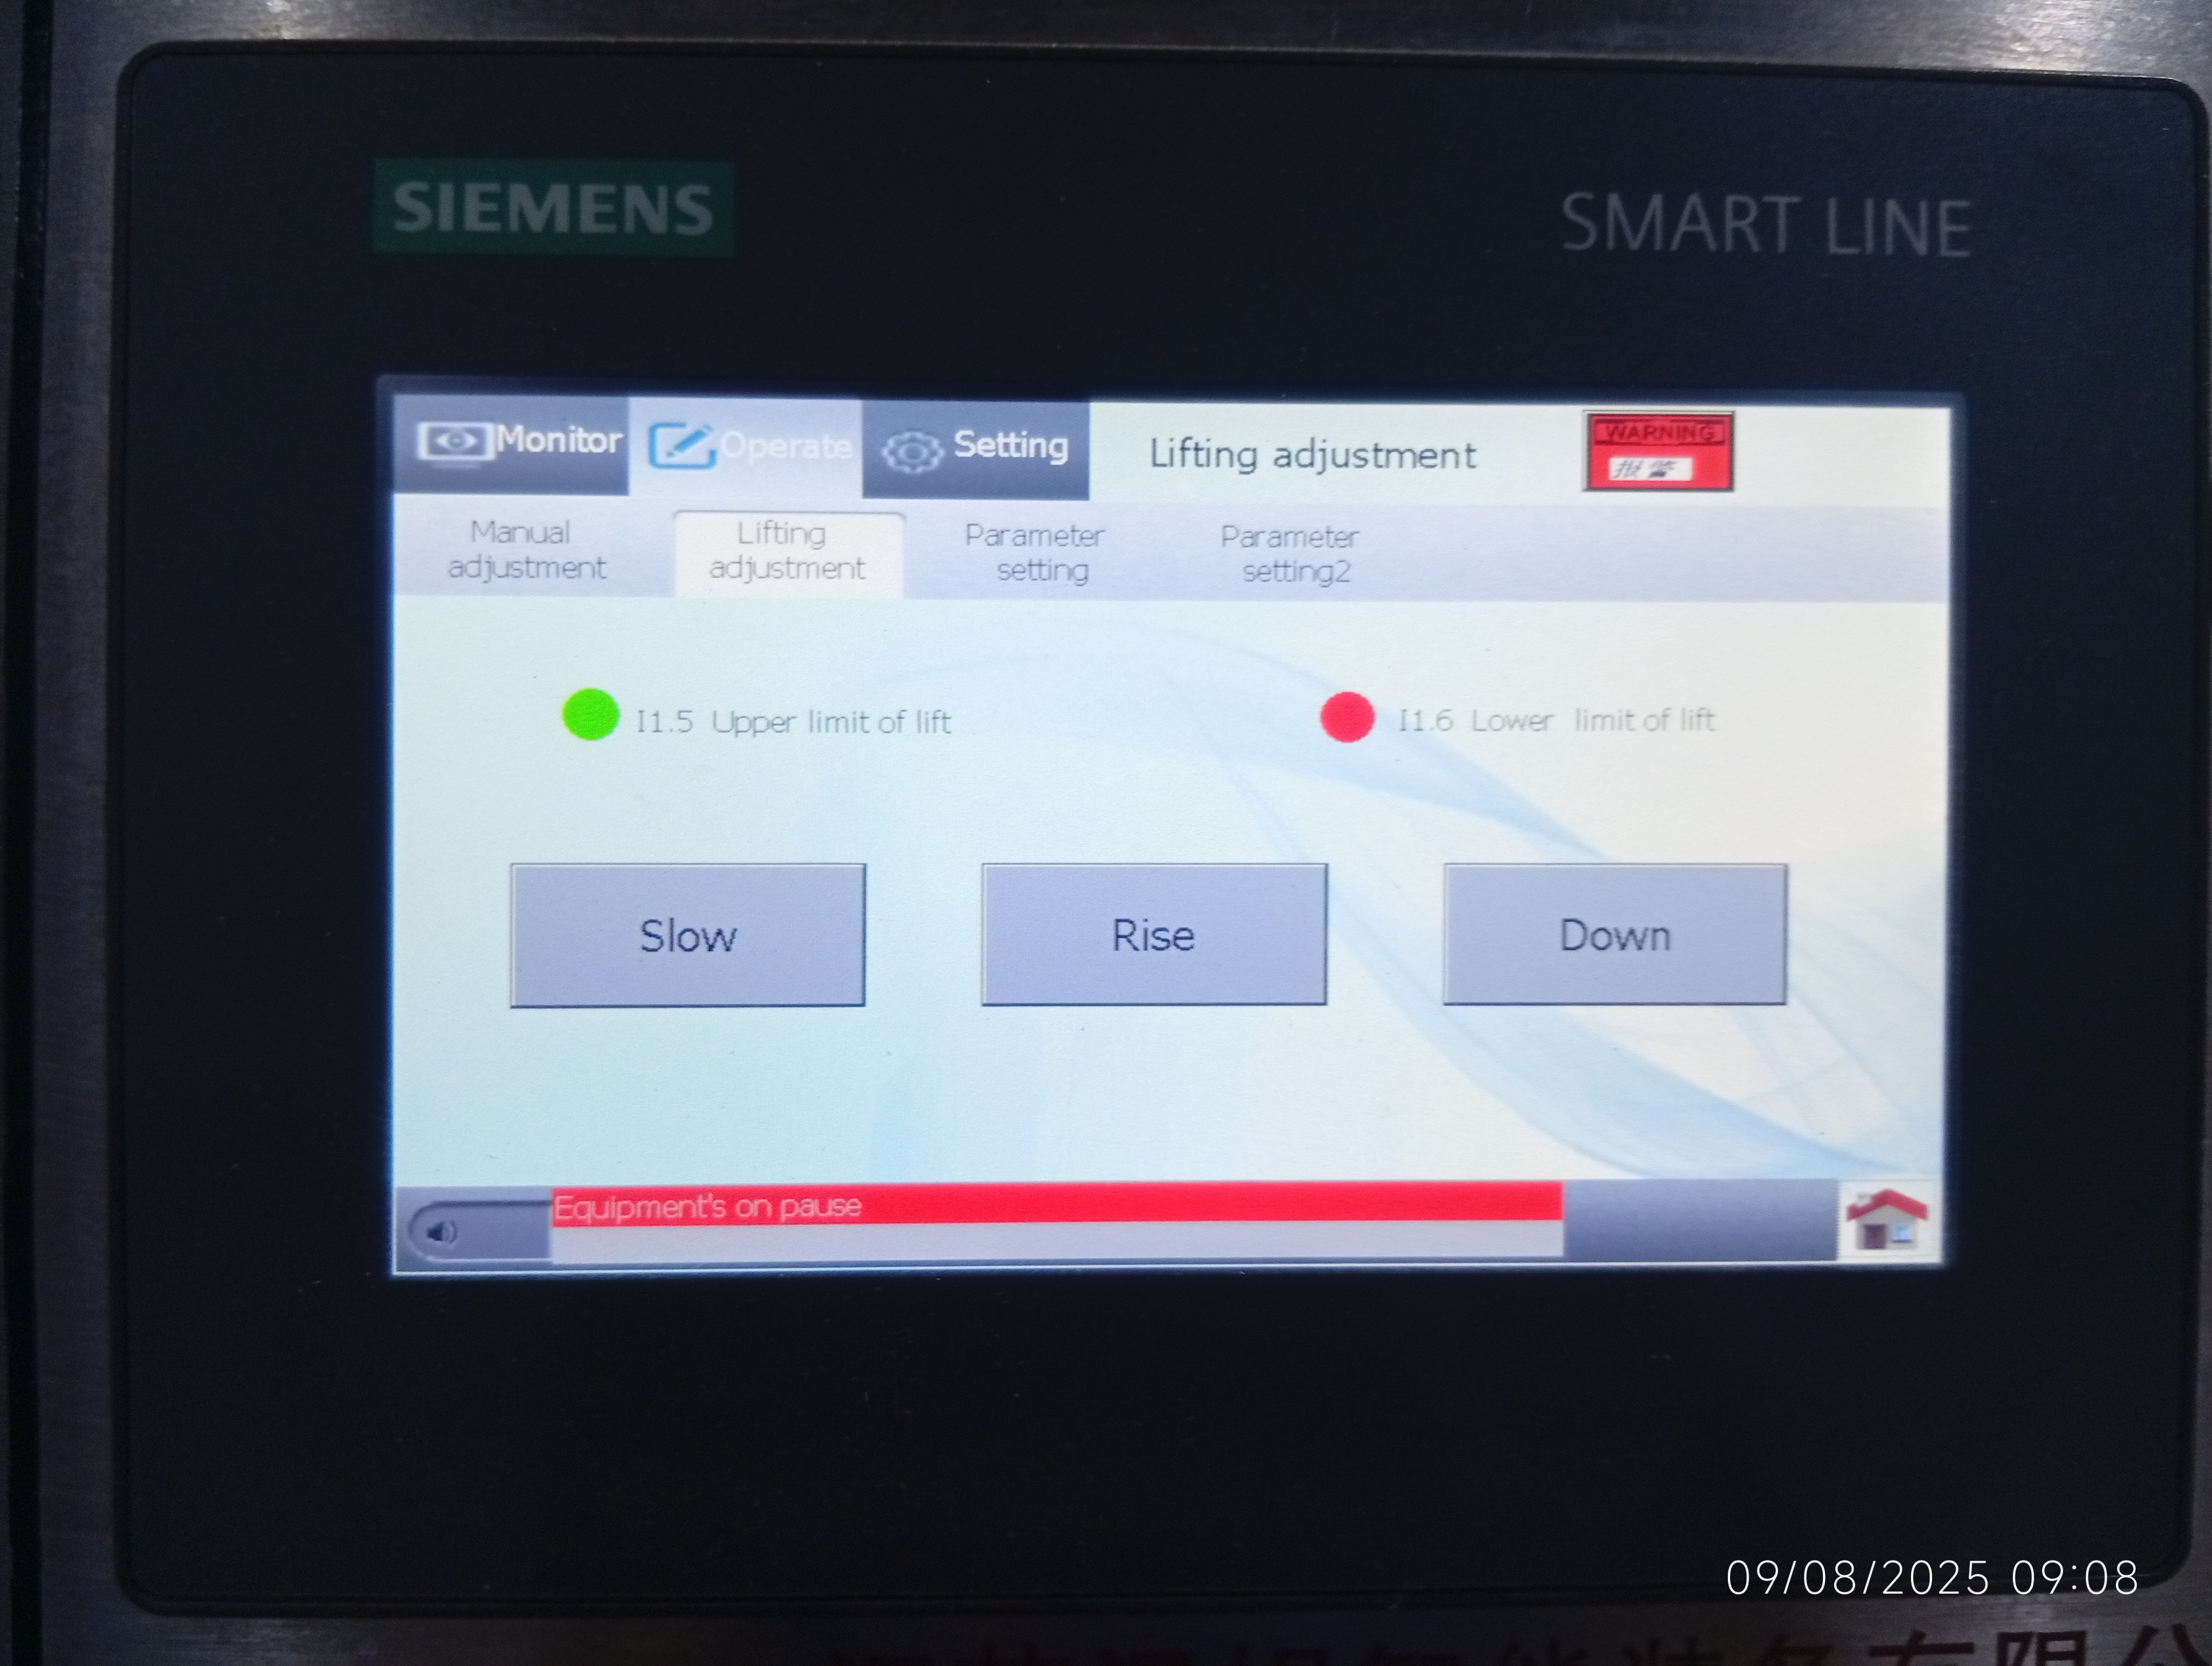 SIEMENS
SMART LINE
Monitor
Operate
Setting
Lifting adjustment
WARNING
报警
Manual
adjustment
Lifting
adjustment
Parameter
setting
Parameter
setting2
I1.5 Upper limit of lift
I1.6 Lower limit of lift
Slow
Rise
Down
Equipment's on pause
09/08/2025 09:08